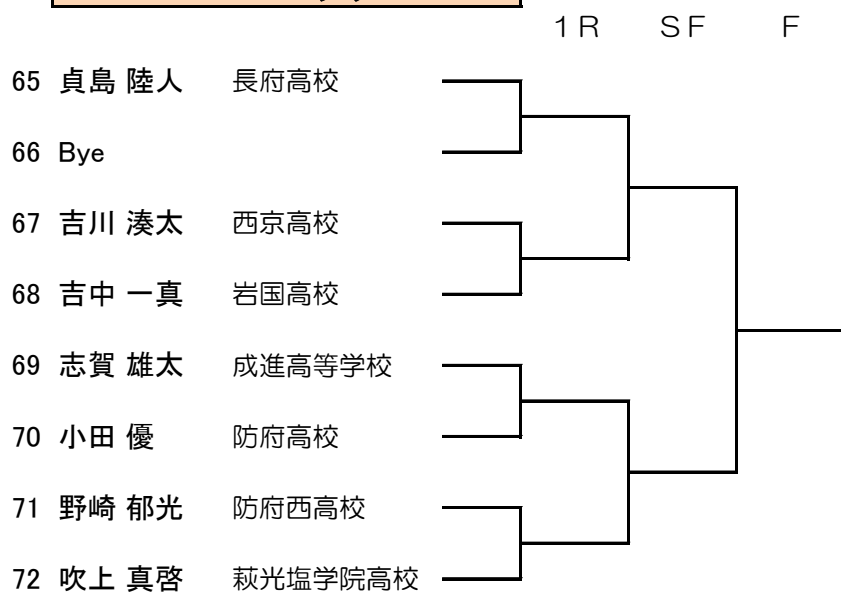 １Ｒ ＳＦ Ｆ
65 貞島 陸人 長府高校
66 Bye
67 吉川 湊太 西京高校
68 吉中 一真 岩国高校
69 志賀 雄太 成進高等学校
70 小田 優 防府高校
71 野崎 郁光 防府西高校
72 吹上 真啓 萩光塩学院高校